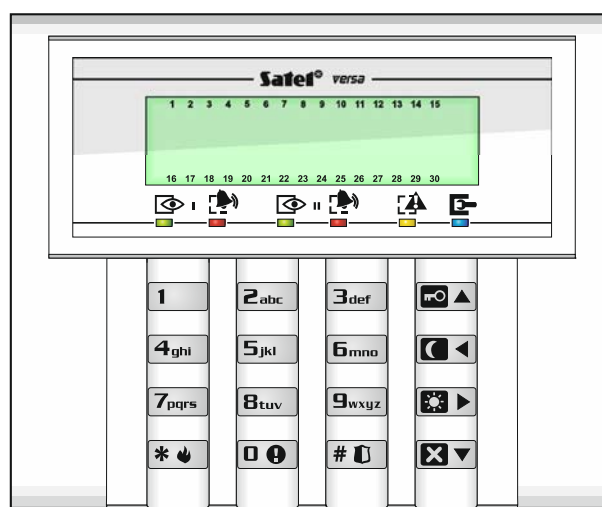 Satel® versa
1 2 3 4 5 6 7 8 9 10 11 12 13 14 15
16 17 18 19 20 21 22 23 24 25 26 27 28 29 30
I II
1 2abc 3def
4ghi 5jkl 6mno
7pqrs 8tuv 9wxyz
* 0 #